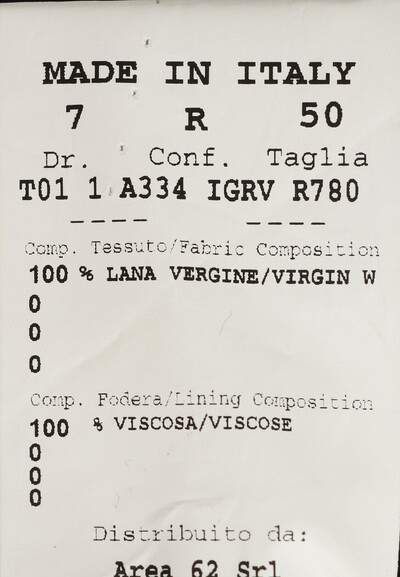 MADE IN ITALY
7 R 50
Dr. Conf. Taglia
T01 1 A334 IGRV R780
---- ----
Comp. Tessuto/Fabric Composition
100 % LANA VERGINE/VIRGIN W
0
0
0
Comp. Fodera/Lining Composition
100 % VISCOSA/VISCOSE
0
0
0
Distribuito da:
Area 62 Srl